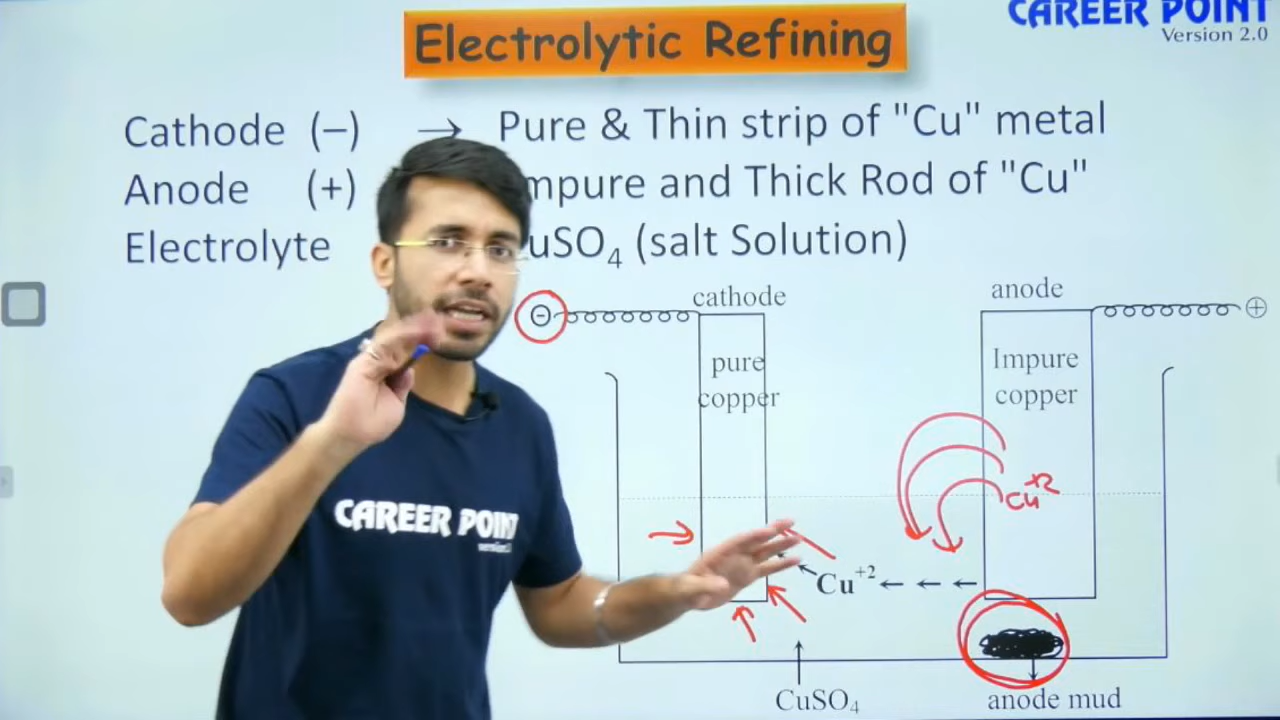 Electrolytic Refining
CAREER POINT
Version 2.0
Cathode (–) → Pure & Thin strip of "Cu" metal
Anode (+) mpure and Thick Rod of "Cu"
Electrolyte uSO₄ (salt Solution)
cathode
anode
⊖
⊕
pure
copper
Impure
copper
Cu⁺²
CAREER POINT
Cu⁺² ← ← ←
CuSO₄
anode mud